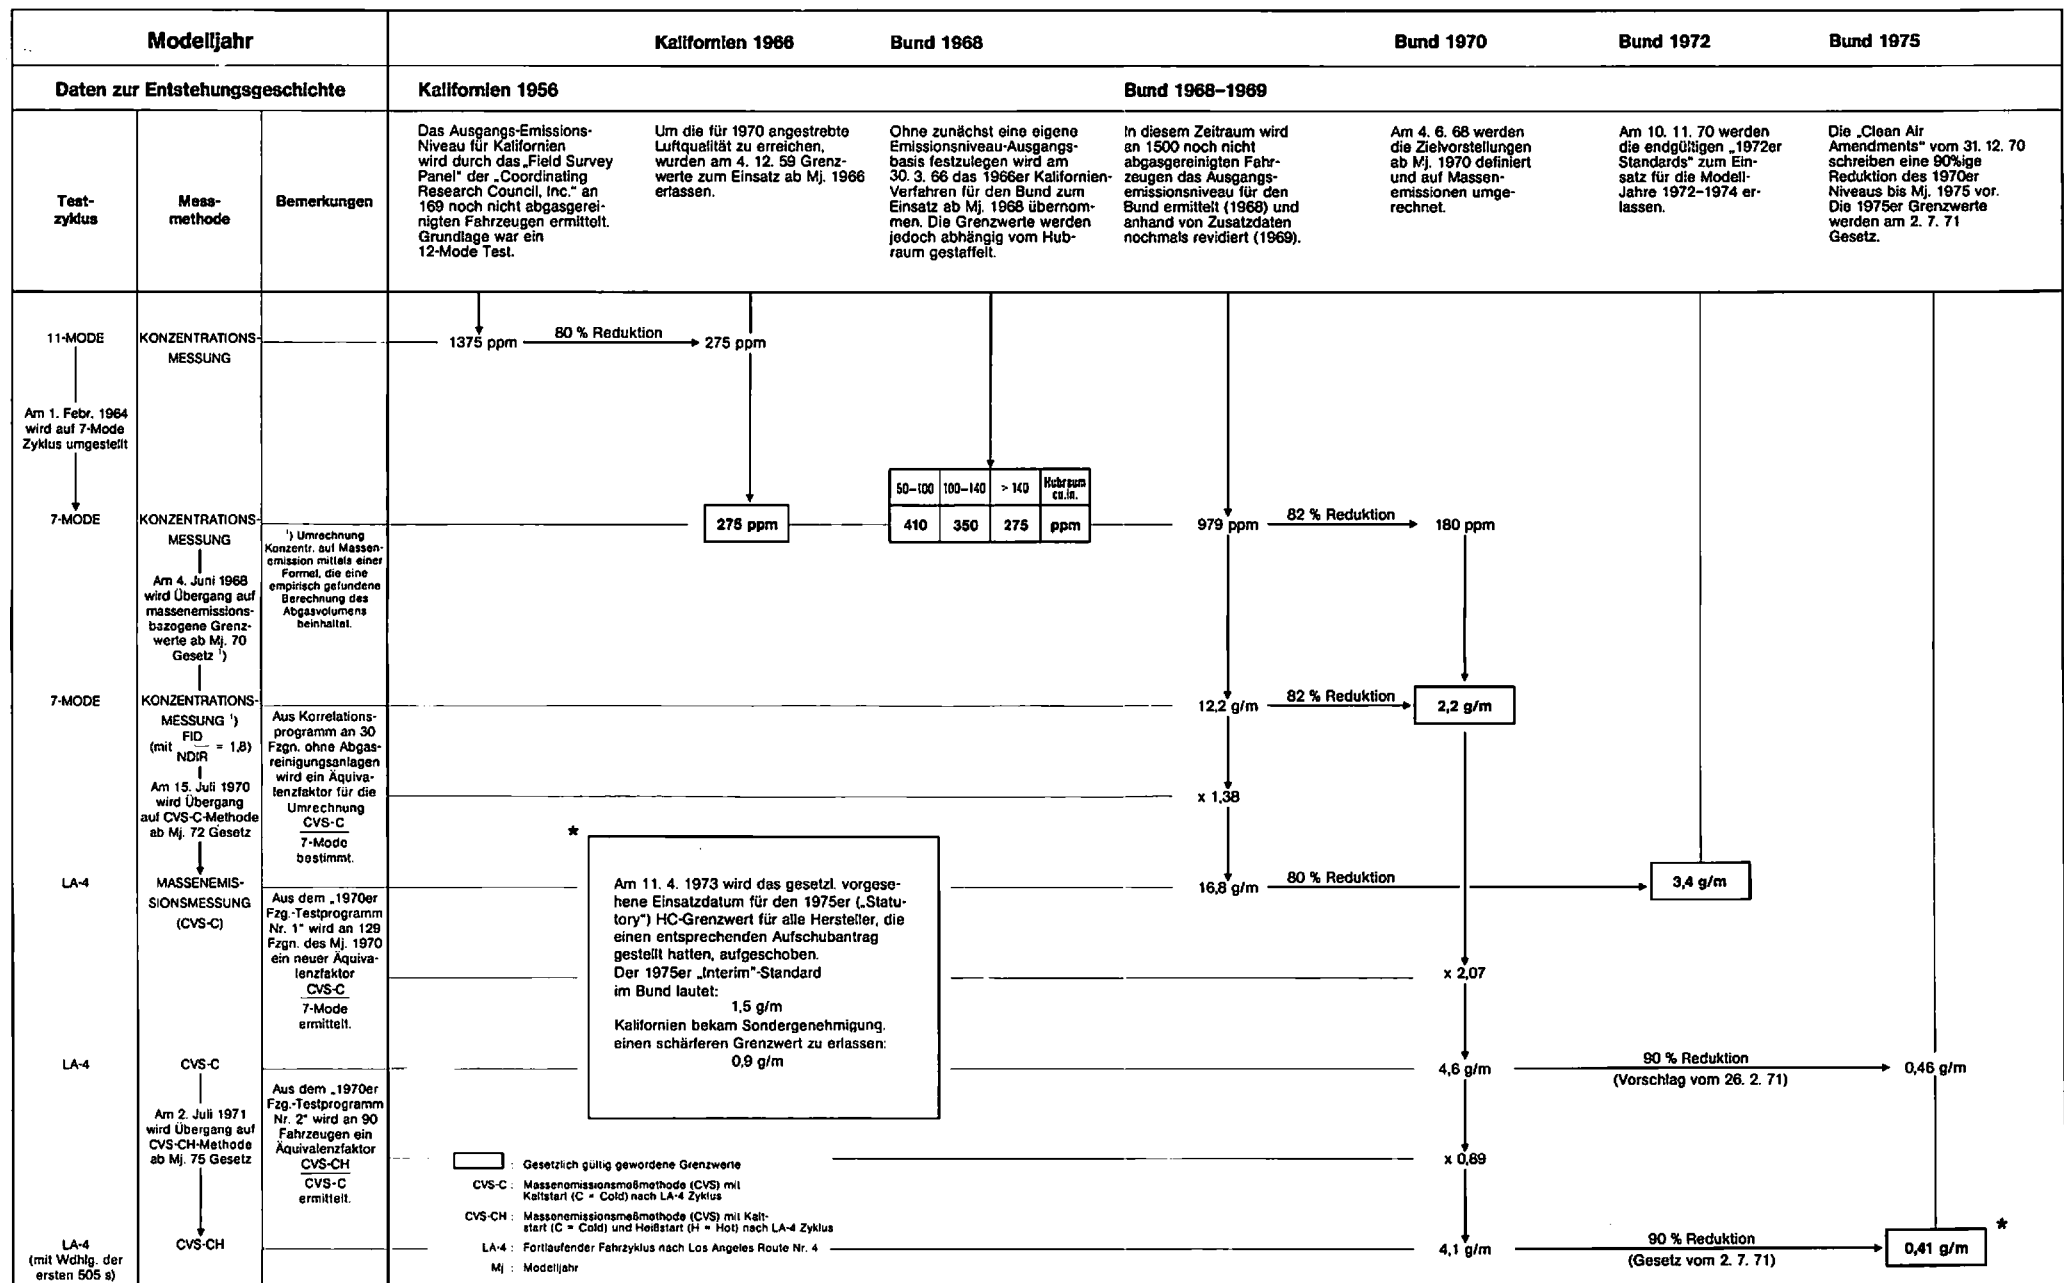 Modelljahr
Kalifornien 1966
Bund 1968
Bund 1970
Bund 1972
Bund 1975
Daten zur Entstehungsgeschichte
Kalifornien 1956
Bund 1968–1969
Test-
zyklus
Mess-
methode
Bemerkungen
Das Ausgangs-Emissions-
Niveau für Kalifornien
wird durch das „Field Survey
Panel" der „Coordinating
Research Council, Inc." an
169 noch nicht abgasgerei-
nigten Fahrzeugen ermittelt.
Grundlage war ein
12-Mode Test.
Um die für 1970 angestrebte
Luftqualität zu erreichen,
wurden am 4. 12. 59 Grenz-
werte zum Einsatz ab Mj. 1966
erlassen.
Ohne zunächst eine eigene
Emissionsniveau-Ausgangs-
basis festzulegen wird am
30. 3. 66 das 1966er Kalifornien-
Verfahren für den Bund zum
Einsatz ab Mj. 1968 übernom-
men. Die Grenzwerte werden
jedoch abhängig vom Hub-
raum gestaffelt.
In diesem Zeitraum wird
an 1500 noch nicht
abgasgereinigten Fahr-
zeugen das Ausgangs-
emissionsniveau für den
Bund ermittelt (1968) und
anhand von Zusatzdaten
nochmals revidiert (1969).
Am 4. 6. 68 werden
die Zielvorstellungen
ab Mj. 1970 definiert
und auf Massen-
emissionen umge-
rechnet.
Am 10. 11. 70 werden
die endgültigen „1972er
Standards" zum Ein-
satz für die Modell-
Jahre 1972–1974 er-
lassen.
Die „Clean Air
Amendments" vom 31. 12. 70
schreiben eine 90%ige
Reduktion des 1970er
Niveaus bis Mj. 1975 vor.
Die 1975er Grenzwerte
werden am 2. 7. 71
Gesetz.
11-MODE
KONZENTRATIONS-
MESSUNG
1375 ppm
80 % Reduktion
275 ppm
Am 1. Febr. 1964
wird auf 7-Mode
Zyklus umgestellt
50–100 100–140 > 140 Hubraum
cu.in.
410 350 275 ppm
7-MODE
KONZENTRATIONS-
MESSUNG
275 ppm
979 ppm
82 % Reduktion
180 ppm
Am 4. Juni 1968
wird Übergang auf
massenemissions-
bazogene Grenz-
werte ab Mj. 70
Gesetz ¹)
¹) Umrechnung
Konzentr. auf Massen-
emission mittels einer
Formel, die eine
empirisch gefundene
Berechnung des
Abgasvolumens
beinhaltet.
7-MODE
KONZENTRATIONS-
MESSUNG ¹)
(mit FID / NDIR = 1,8)
12,2 g/m
82 % Reduktion
2,2 g/m
Am 15. Juli 1970
wird Übergang
auf CVS-C-Methode
ab Mj. 72 Gesetz
Aus Korrelations-
programm an 30
Fzgn. ohne Abgas-
reinigungsanlagen
wird ein Äquiva-
lenzfaktor für die
Umrechnung
CVS-C
7-Mode
bestimmt.
x 1,38
LA-4
MASSENEMIS-
SIONSMESSUNG
(CVS-C)
16,8 g/m
80 % Reduktion
3,4 g/m
Aus dem „1970er
Fzg.-Testprogramm
Nr. 1" wird an 129
Fzgn. des Mj. 1970
ein neuer Äquiva-
lenzfaktor
CVS-C
7-Mode
ermittelt.
x 2,07
*
Am 11. 4. 1973 wird das gesetzl. vorgese-
hene Einsatzdatum für den 1975er („Statu-
tory") HC-Grenzwert für alle Hersteller, die
einen entsprechenden Aufschubantrag
gestellt hatten, aufgeschoben.
Der 1975er „Interim"-Standard
im Bund lautet:
1,5 g/m
Kalifornien bekam Sondergenehmigung,
einen schärferen Grenzwert zu erlassen:
0,9 g/m
LA-4
CVS-C
4,6 g/m
90 % Reduktion
(Vorschlag vom 26. 2. 71)
0,46 g/m
Am 2. Juli 1971
wird Übergang auf
CVS-CH-Methode
ab Mj. 75 Gesetz
Aus dem „1970er
Fzg.-Testprogramm
Nr. 2" wird an 90
Fahrzeugen ein
Äquivalenzfaktor
CVS-CH
CVS-C
ermittelt.
x 0,89
LA-4
(mit Wdhlg. der
ersten 505 s)
CVS-CH
4,1 g/m
90 % Reduktion
(Gesetz vom 2. 7. 71)
0,41 g/m
*
: Gesetzlich gültig gewordene Grenzwerte
CVS-C : Massenemissionsmeßmethode (CVS) mit
Kaltstart (C = Cold) nach LA-4 Zyklus
CVS-CH : Massenemissionsmeßmethode (CVS) mit Kalt-
start (C = Cold) und Heißstart (H = Hot) nach LA-4 Zyklus
LA-4 : Fortlaufender Fahrzyklus nach Los Angeles Route Nr. 4
Mj : Modelljahr